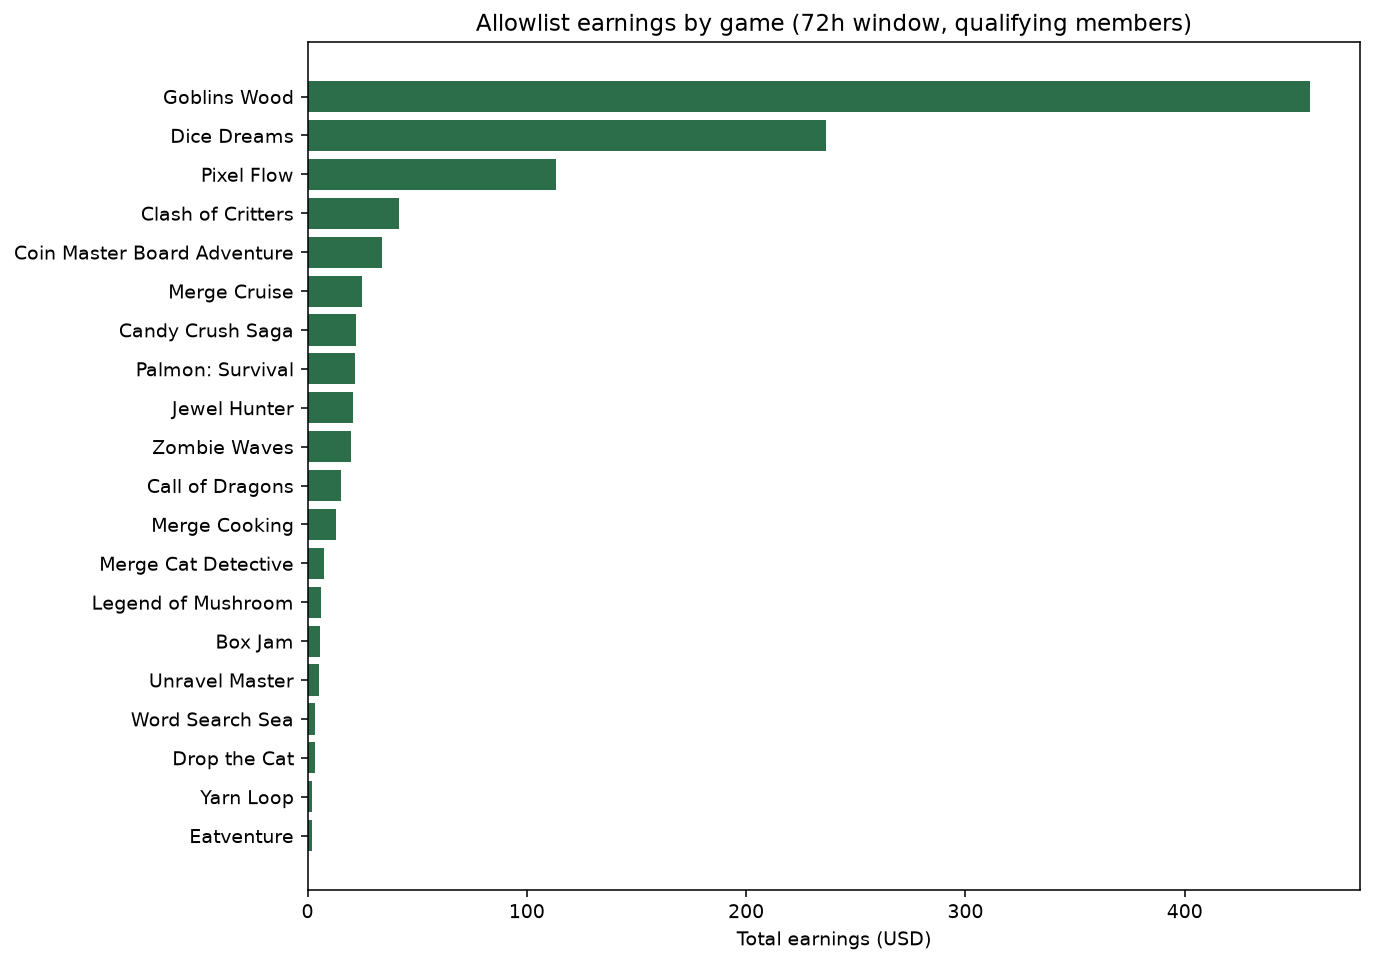 Allowlist earnings by game (72h window, qualifying members)
Goblins Wood
Dice Dreams
Pixel Flow
Clash of Critters
Coin Master Board Adventure
Merge Cruise
Candy Crush Saga
Palmon: Survival
Jewel Hunter
Zombie Waves
Call of Dragons
Merge Cooking
Merge Cat Detective
Legend of Mushroom
Box Jam
Unravel Master
Word Search Sea
Drop the Cat
Yarn Loop
Eatventure
0 100 200 300 400
Total earnings (USD)